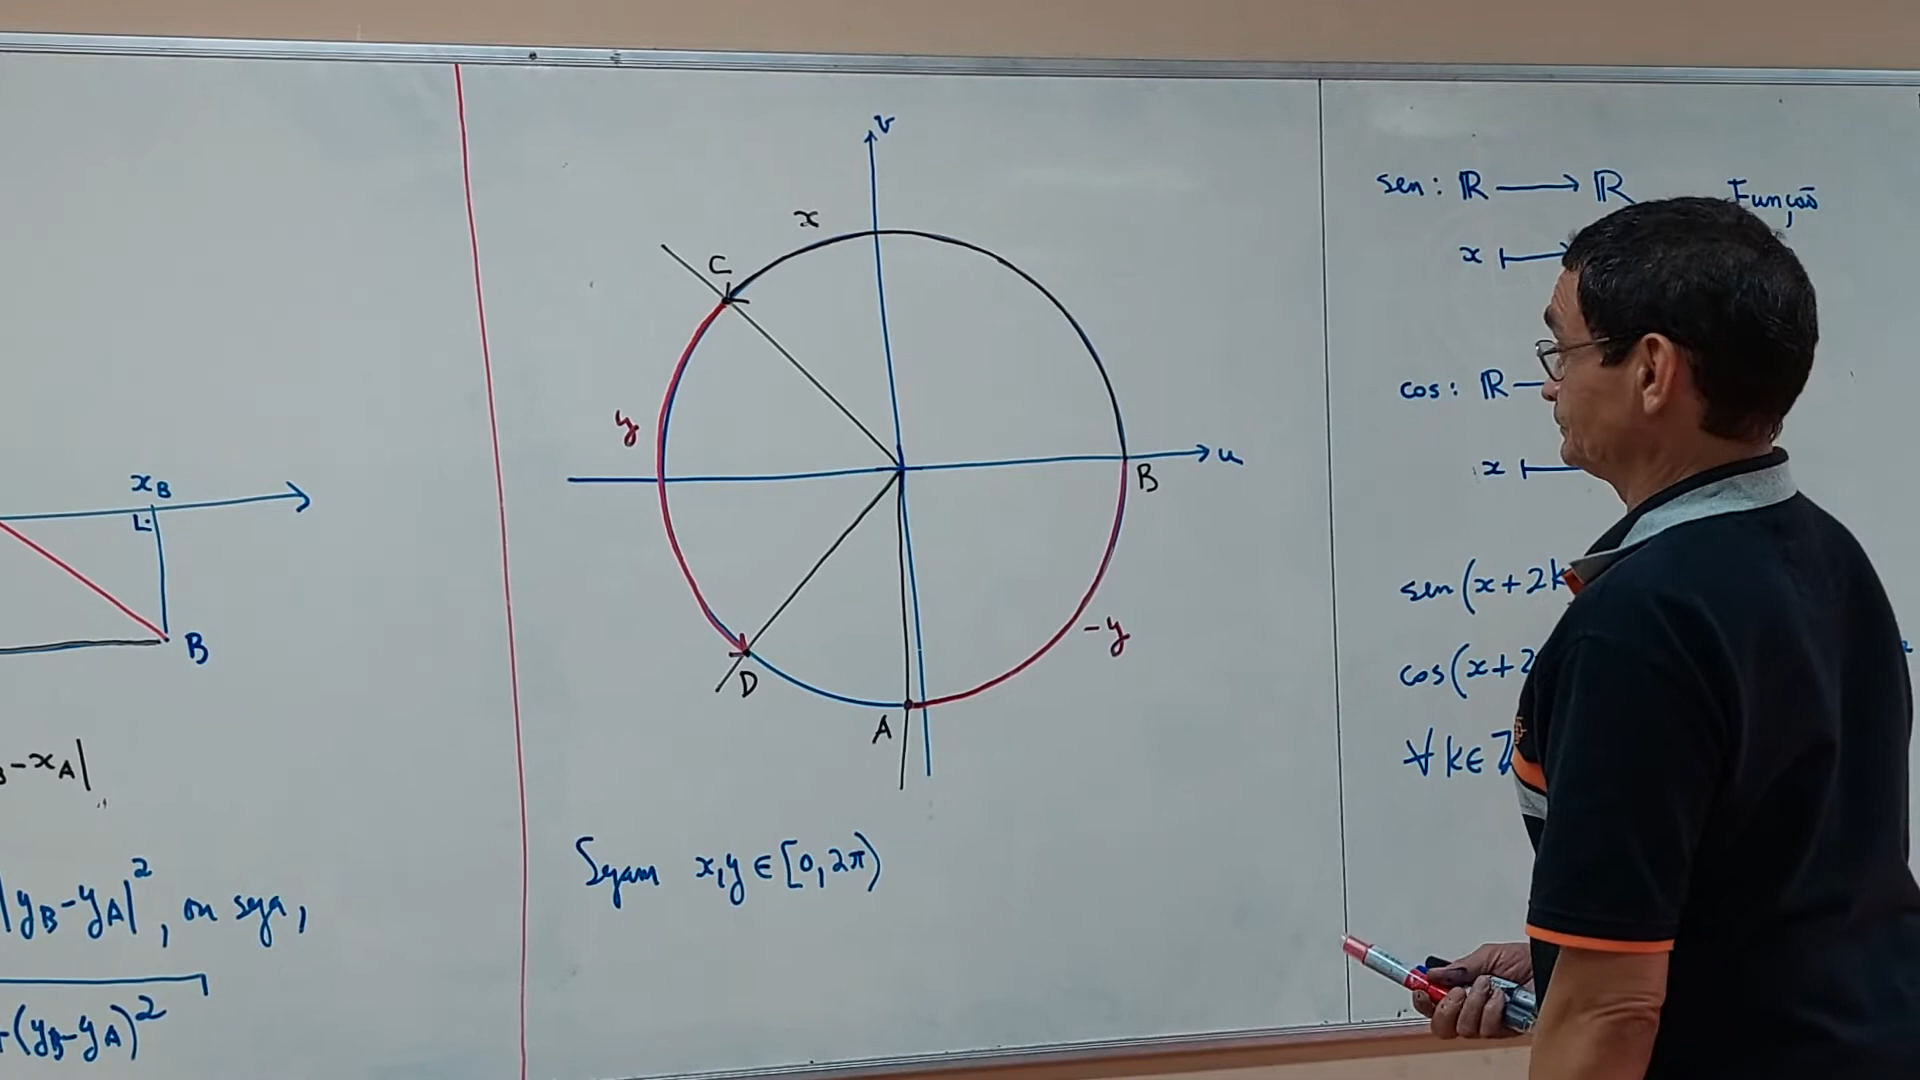 x_B
B
B-x_A|
|y_B-y_A|², ou seja,
+(y_B-y_A)²
v
x
C
y
u
B
-y
D
A
Sejam x,y ∈ [0,2π)
sen: ℝ → ℝ Função
x ↦
cos: ℝ
x ↦
sen(x+2k
cos(x+2
∀ k∈ℤ